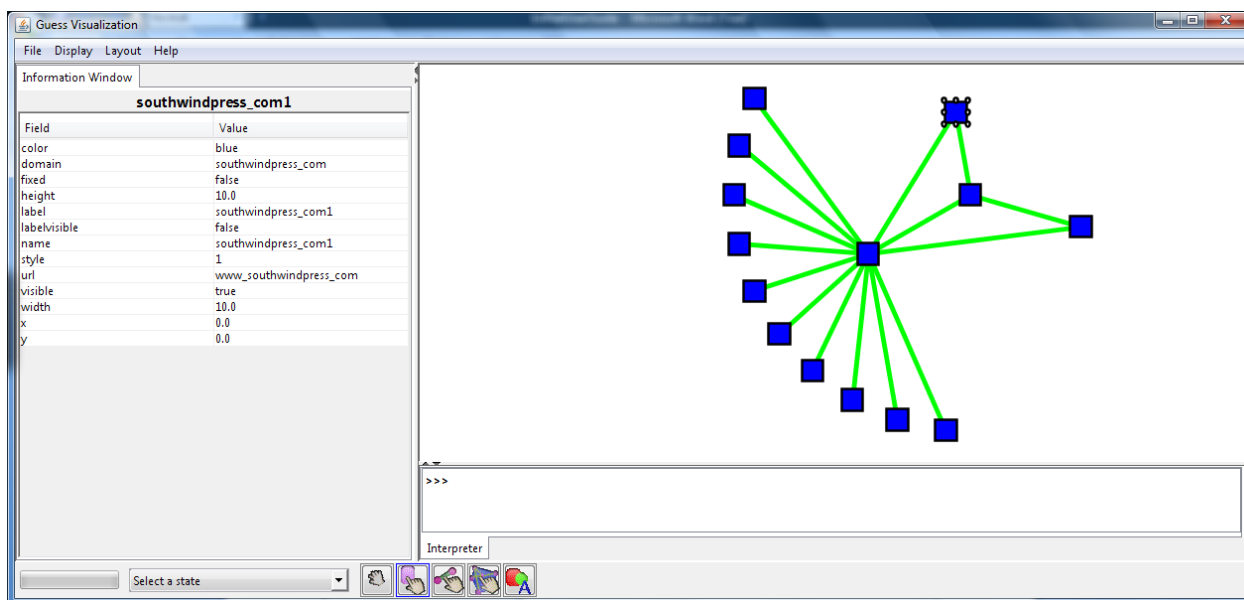 Guess Visualization
File Display Layout Help
Information Window
southwindpress_com1
Field Value
color blue
domain southwindpress_com
fixed false
height 10.0
label southwindpress_com1
labelvisible false
name southwindpress_com1
style 1
url www_southwindpress_com
visible true
width 10.0
x 0.0
y 0.0
>>>
Interpreter
Select a state
A